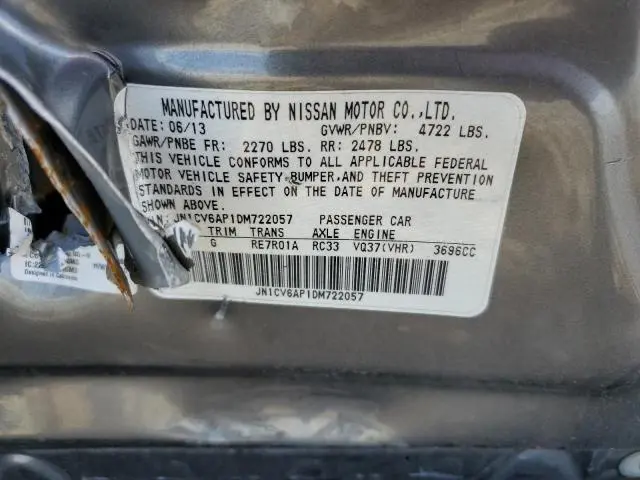 MANUFACTURED BY NISSAN MOTOR CO.,LTD.
DATE: 06/13 GVWR/PNBV: 4722 LBS.
GAWR/PNBE FR: 2270 LBS. RR: 2478 LBS.
THIS VEHICLE CONFORMS TO ALL APPLICABLE FEDERAL
MOTOR VEHICLE SAFETY,BUMPER,AND THEFT PREVENTION
STANDARDS IN EFFECT ON THE DATE OF MANUFACTURE
SHOWN ABOVE.
JN1CV6AP1DM722057 PASSENGER CAR
TRIM TRANS AXLE ENGINE
G RE7R01A RC33 VQ37(VHR) 3696CC
JN1CV6AP1DM722057
Designed in